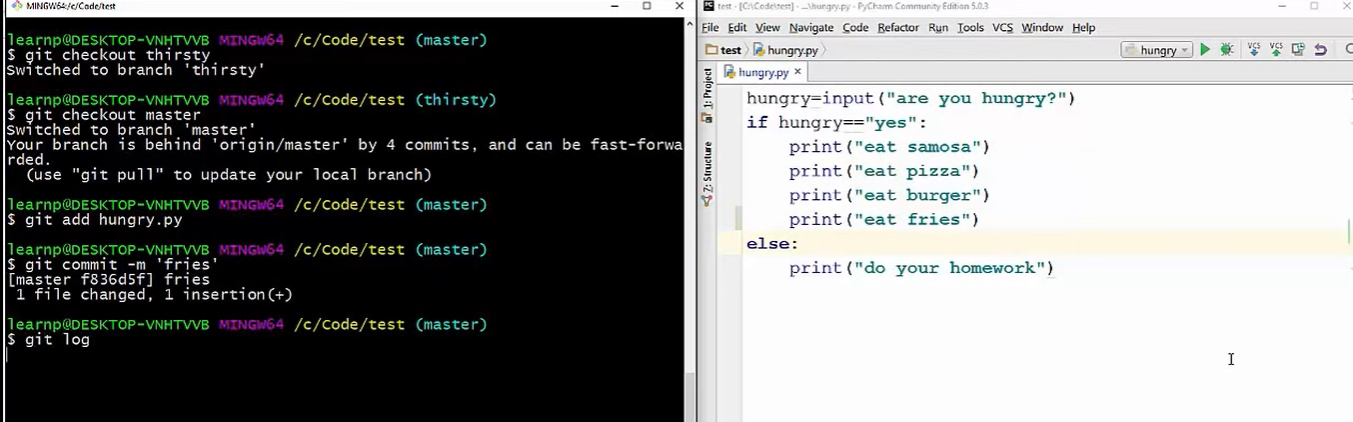 MINGW64:/c/Code/test
learnp@DESKTOP-VNHTVVB MINGW64 /c/Code/test (master)
$ git checkout thirsty
Switched to branch 'thirsty'
learnp@DESKTOP-VNHTVVB MINGW64 /c/Code/test (thirsty)
$ git checkout master
Switched to branch 'master'
Your branch is behind 'origin/master' by 4 commits, and can be fast-forwa
rded.
(use "git pull" to update your local branch)
learnp@DESKTOP-VNHTVVB MINGW64 /c/Code/test (master)
$ git add hungry.py
learnp@DESKTOP-VNHTVVB MINGW64 /c/Code/test (master)
$ git commit -m 'fries'
[master f836d5f] fries
1 file changed, 1 insertion(+)
learnp@DESKTOP-VNHTVVB MINGW64 /c/Code/test (master)
$ git log
test - [C:\Code\test] - ...\hungry.py - PyCharm Community Edition 5.0.3
File Edit View Navigate Code Refactor Run Tools VCS Window Help
test hungry.py hungry VCS VCS
hungry.py
1: Project
7: Structure
hungry=input("are you hungry?")
if hungry=="yes":
print("eat samosa")
print("eat pizza")
print("eat burger")
print("eat fries")
else:
print("do your homework")